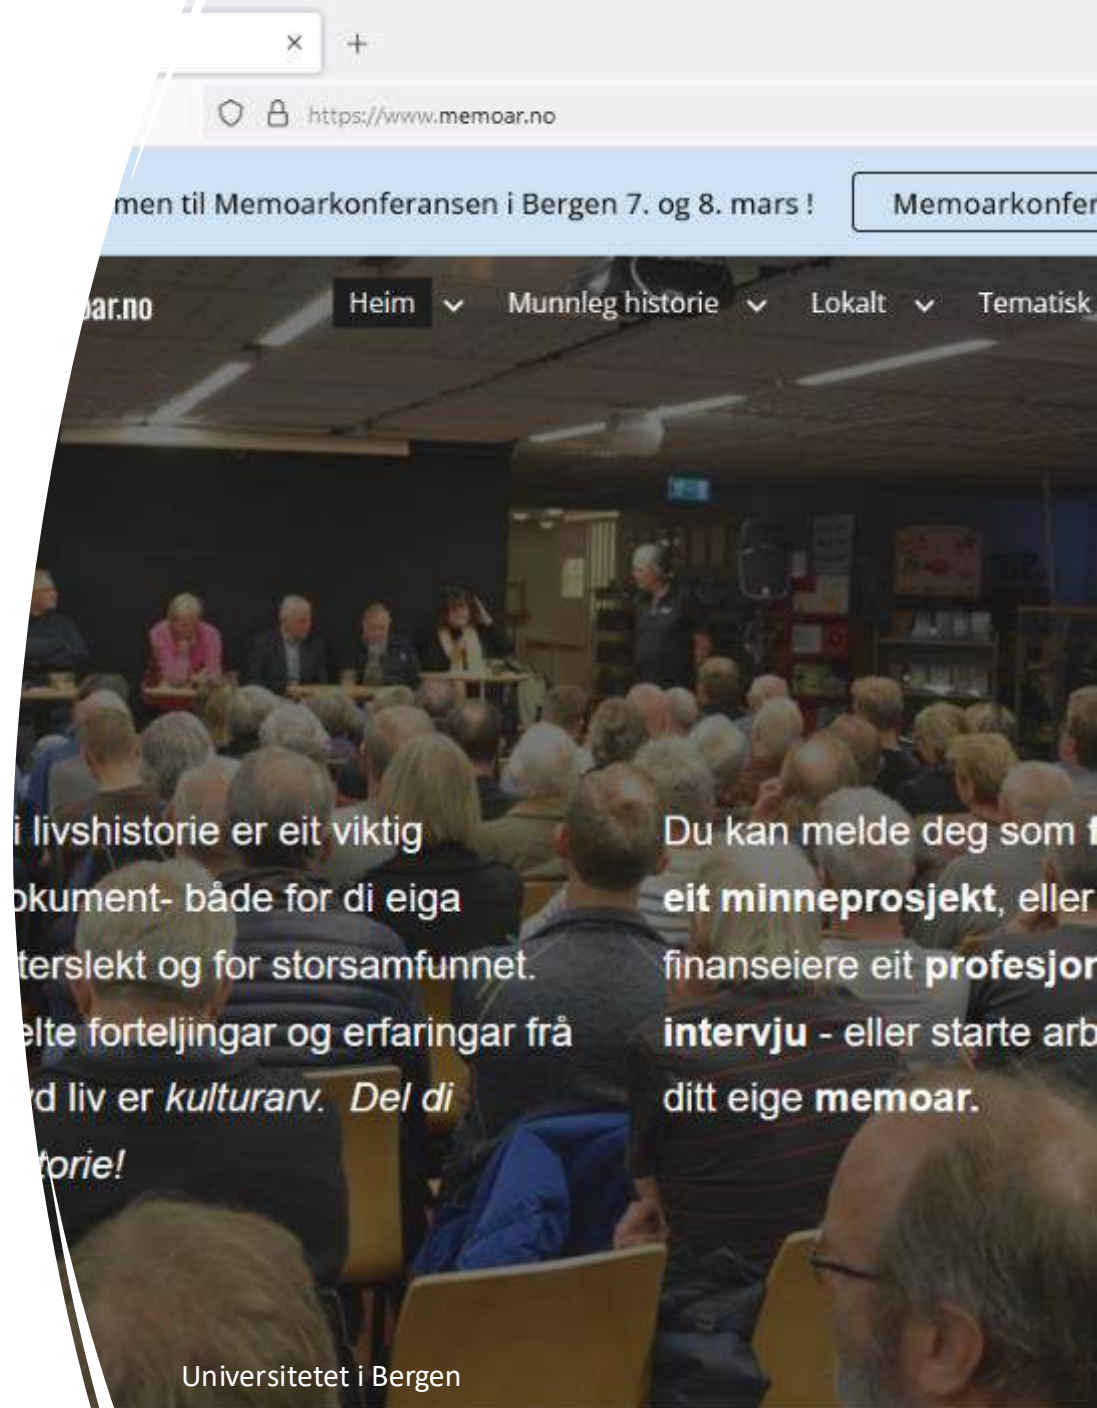 https://www.memoar.no
men til Memoarkonferansen i Bergen 7. og 8. mars !
Memoarkonfer
ar.no
Heim
Munnleg historie
Lokalt
Tematisk
i livshistorie er eit viktig
okument- både for di eiga
terslekt og for storsamfunnet.
elte forteljingar og erfaringar frå
d liv er kulturarv. Del di
torie!
Du kan melde deg som f
eit minneprosjekt, eller
finanseiere eit profesjon
intervju - eller starte arb
ditt eige memoar.
Universitetet i Bergen